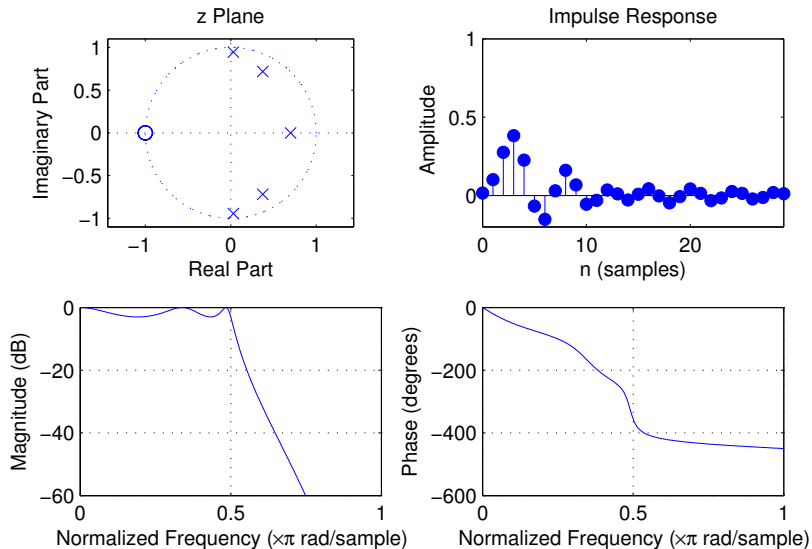 z Plane
1
0.5
0
−0.5
−1
−1
0
1
Imaginary Part
Real Part
Impulse Response
1
0.5
0
0
10
20
Amplitude
n (samples)
0
−20
−40
−60
0
0.5
1
Magnitude (dB)
Normalized Frequency (×π rad/sample)
0
−200
−400
−600
0
0.5
1
Phase (degrees)
Normalized Frequency (×π rad/sample)